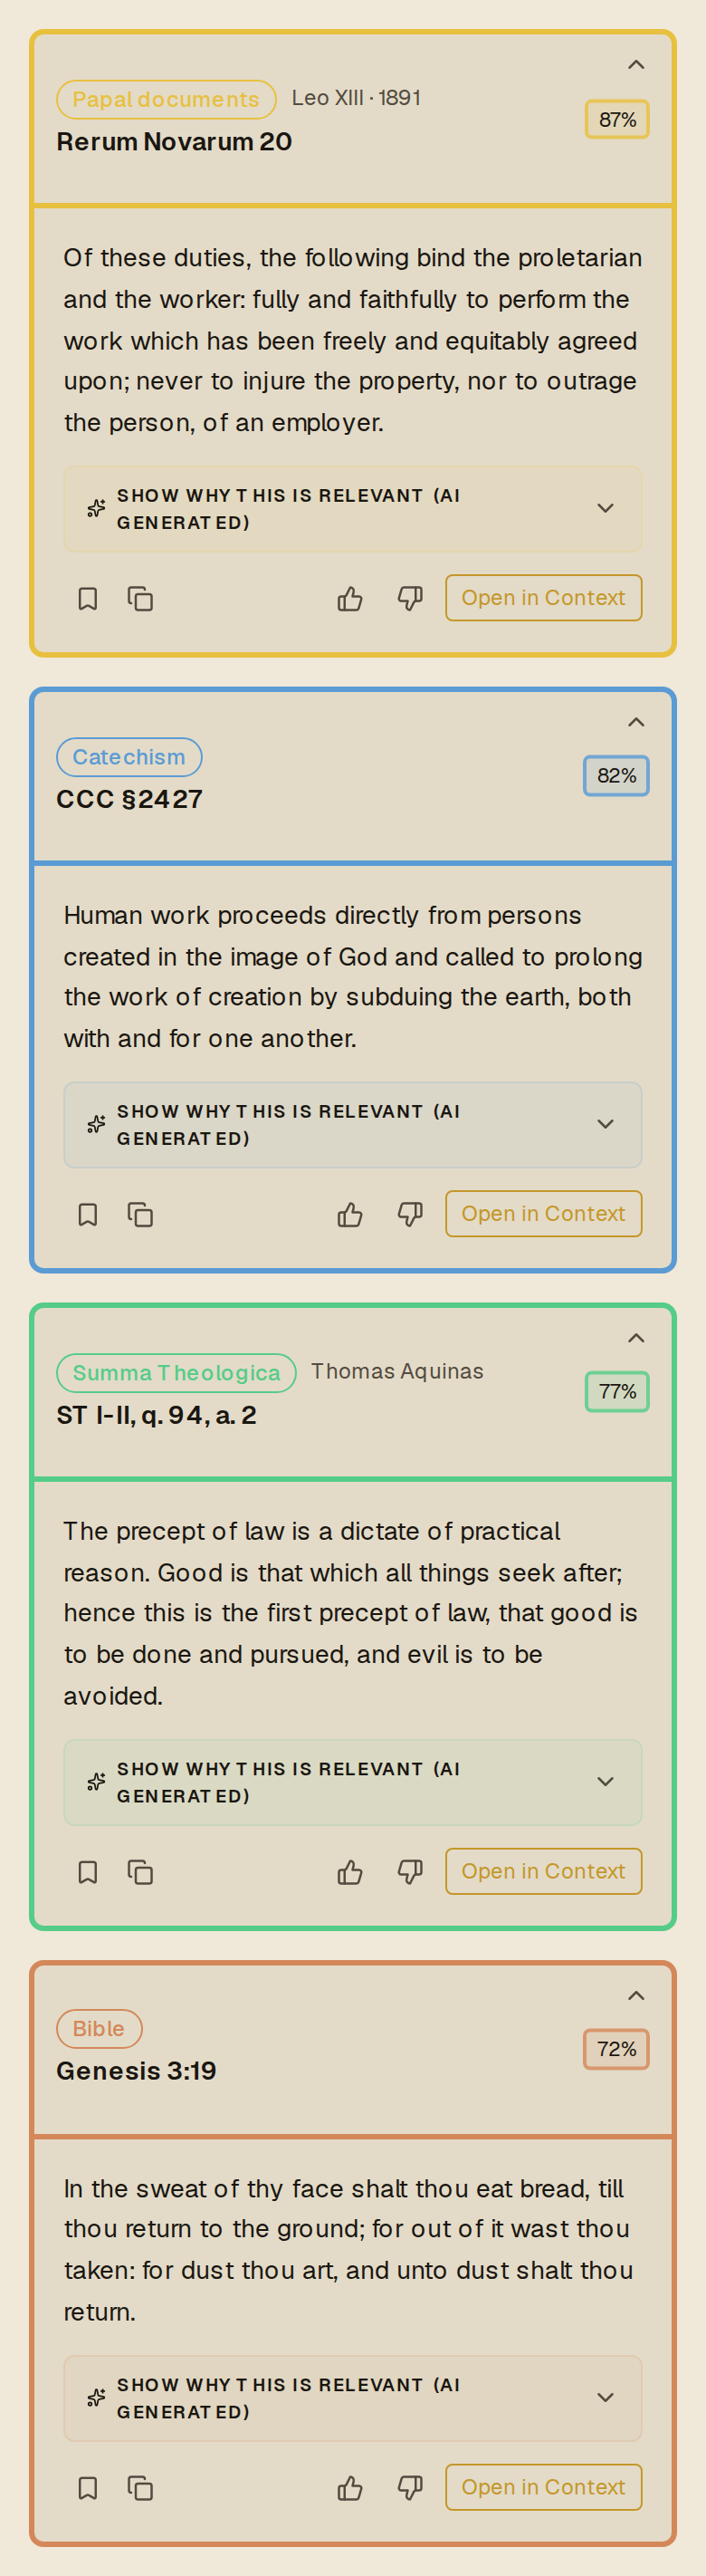 Papal documents Leo XIII · 1891
87%
Rerum Novarum 20
Of these duties, the following bind the proletarian
and the worker: fully and faithfully to perform the
work which has been freely and equitably agreed
upon; never to injure the property, nor to outrage
the person, of an employer.
SHOW WHY THIS IS RELEVANT (AI
GENERATED)
Open in Context
Catechism
82%
CCC §2427
Human work proceeds directly from persons
created in the image of God and called to prolong
the work of creation by subduing the earth, both
with and for one another.
SHOW WHY THIS IS RELEVANT (AI
GENERATED)
Open in Context
Summa Theologica Thomas Aquinas
77%
ST I-II, q. 94, a. 2
The precept of law is a dictate of practical
reason. Good is that which all things seek after;
hence this is the first precept of law, that good is
to be done and pursued, and evil is to be
avoided.
SHOW WHY THIS IS RELEVANT (AI
GENERATED)
Open in Context
Bible
72%
Genesis 3:19
In the sweat of thy face shalt thou eat bread, till
thou return to the ground; for out of it wast thou
taken: for dust thou art, and unto dust shalt thou
return.
SHOW WHY THIS IS RELEVANT (AI
GENERATED)
Open in Context